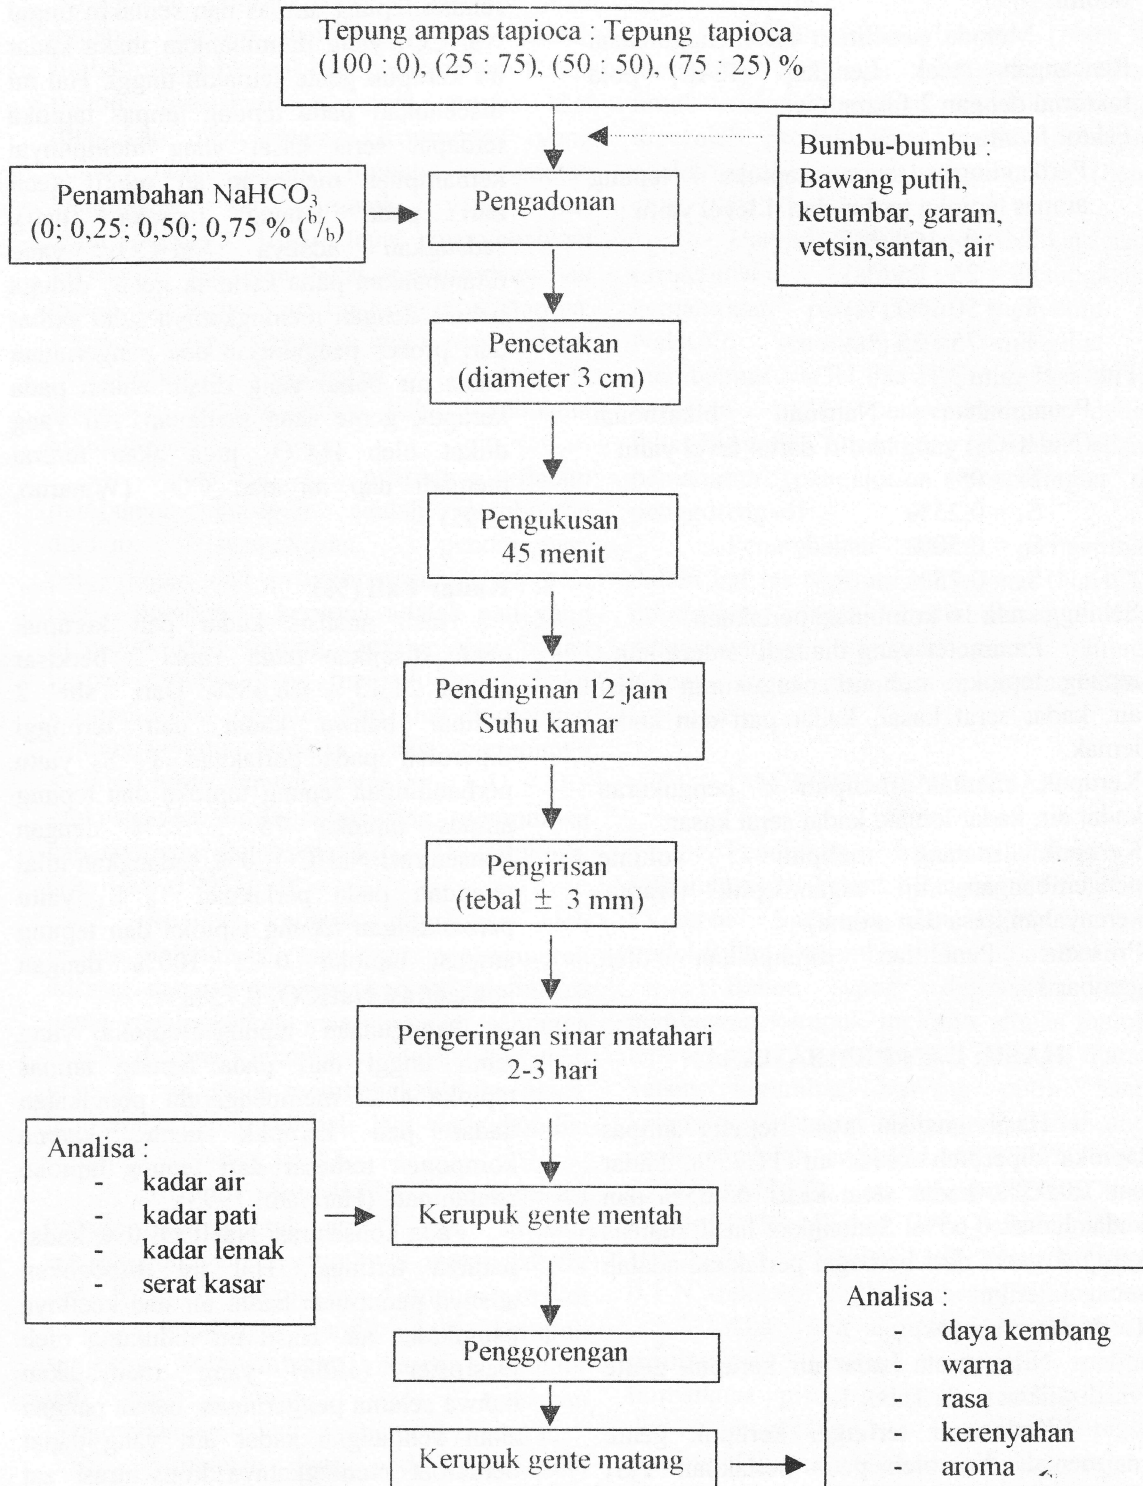 Tepung ampas tapioca : Tepung tapioca
(100 : 0), (25 : 75), (50 : 50), (75 : 25) %
Bumbu-bumbu :
Bawang putih,
ketumbar, garam,
vetsin,santan, air
Penambahan NaHCO₃
(0; 0,25; 0,50; 0,75 % (ᵇ/b)
Pengadonan
Pencetakan
(diameter 3 cm)
Pengukusan
45 menit
Pendinginan 12 jam
Suhu kamar
Pengirisan
(tebal ± 3 mm)
Pengeringan sinar matahari
2-3 hari
Analisa :
- kadar air
- kadar pati
- kadar lemak
- serat kasar
Kerupuk gente mentah
Penggorengan
Kerupuk gente matang
Analisa :
- daya kembang
- warna
- rasa
- kerenyahan
- aroma